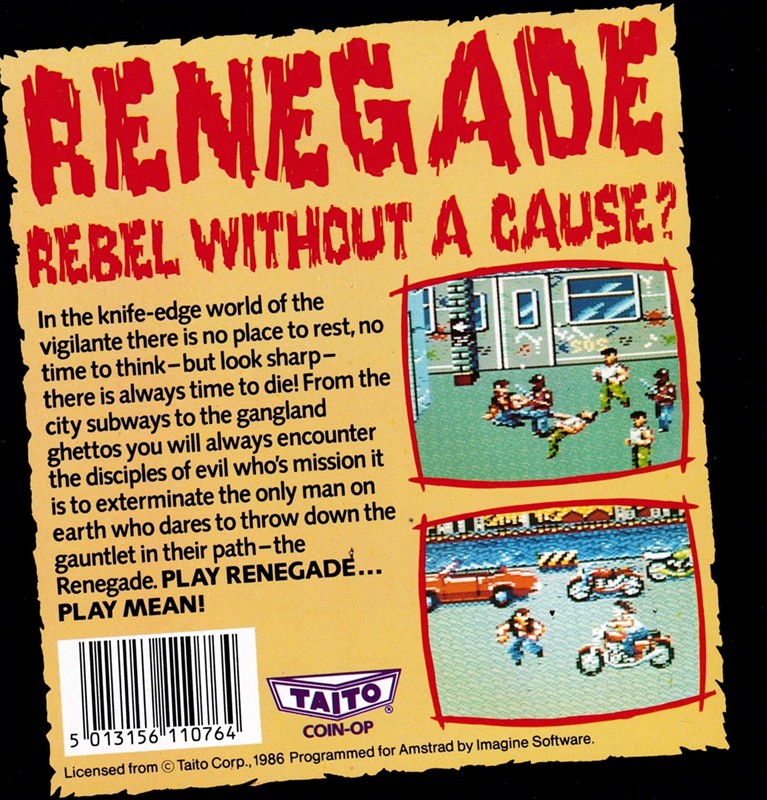 RENEGADE
REBEL WITHOUT A CAUSE?
In the knife-edge world of the
vigilante there is no place to rest, no
time to think–but look sharp–
there is always time to die! From the
city subways to the gangland
ghettos you will always encounter
the disciples of evil who's mission it
is to exterminate the only man on
earth who dares to throw down the
gauntlet in their path–the
Renegade. PLAY RENEGADE...
PLAY MEAN!
SOS
5 013156 110764
TAITO®
COIN-OP
Licensed from © Taito Corp., 1986 Programmed for Amstrad by Imagine Software.